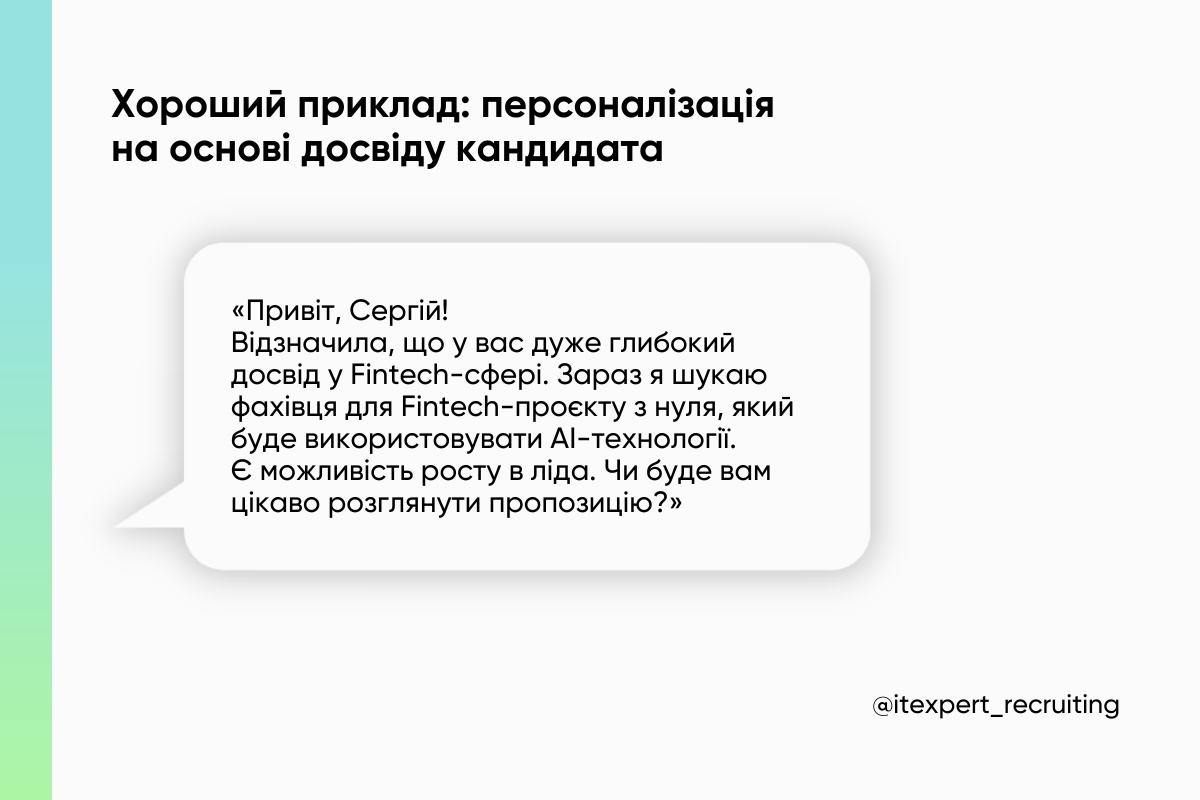 Хороший приклад: персоналізація
на основі досвіду кандидата
«Привіт, Сергій!
Відзначила, що у вас дуже глибокий
досвід у Fintech-сфері. Зараз я шукаю
фахівця для Fintech-проєкту з нуля, який
буде використовувати AI-технології.
Є можливість росту в ліда. Чи буде вам
цікаво розглянути пропозицію?»
@itexpert_recruiting